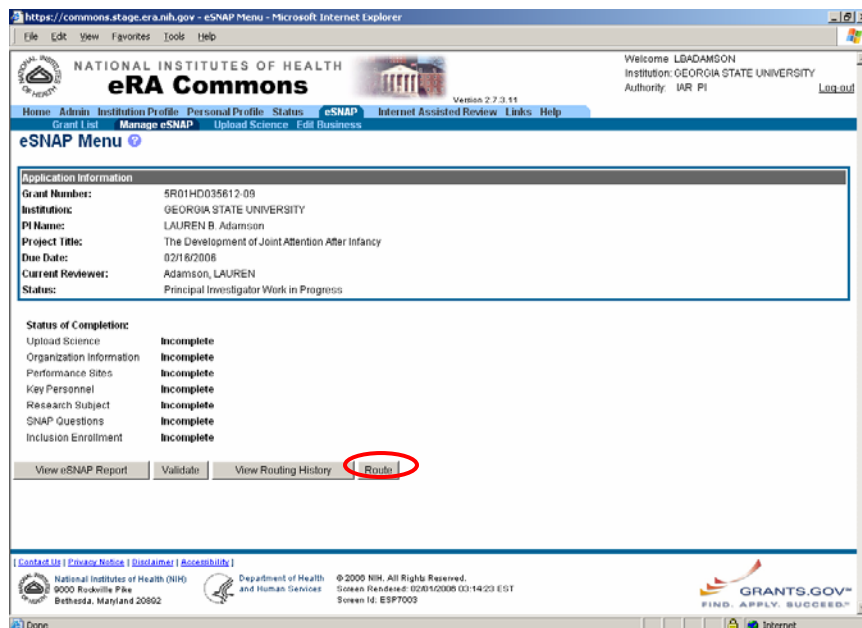 https://commons.stage.era.nih.gov - eSNAP Menu - Microsoft Internet Explorer
File Edit View Favorites Tools Help
NATIONAL INSTITUTES OF HEALTH
eRA Commons
Version 2.7.3.11
Welcome LBADAMSON
Institution: GEORGIA STATE UNIVERSITY
Authority: IAR PI
Log-out
Home Admin Institution Profile Personal Profile Status eSNAP Internet Assisted Review Links Help
Grant List Manage eSNAP Upload Science Edit Business
eSNAP Menu ?
Application Information
Grant Number: 5R01HD035612-09
Institution: GEORGIA STATE UNIVERSITY
PI Name: LAUREN B. Adamson
Project Title: The Development of Joint Attention After Infancy
Due Date: 02/16/2006
Current Reviewer: Adamson, LAUREN
Status: Principal Investigator Work in Progress
Status of Completion:
Upload Science Incomplete
Organization Information Incomplete
Performance Sites Incomplete
Key Personnel Incomplete
Research Subject Incomplete
SNAP Questions Incomplete
Inclusion Enrollment Incomplete
View eSNAP Report Validate View Routing History Route
[ Contact Us | Privacy Notice | Disclaimer | Accessibility ]
National Institutes of Health (NIH)
9000 Rockville Pike
Bethesda, Maryland 20892
Department of Health
and Human Services
© 2006 NIH. All Rights Reserved.
Screen Rendered: 02/01/2006 03:14:23 EST
Screen Id: ESP7003
GRANTS.GOV℠
FIND. APPLY. SUCCEED.℠
Done Internet